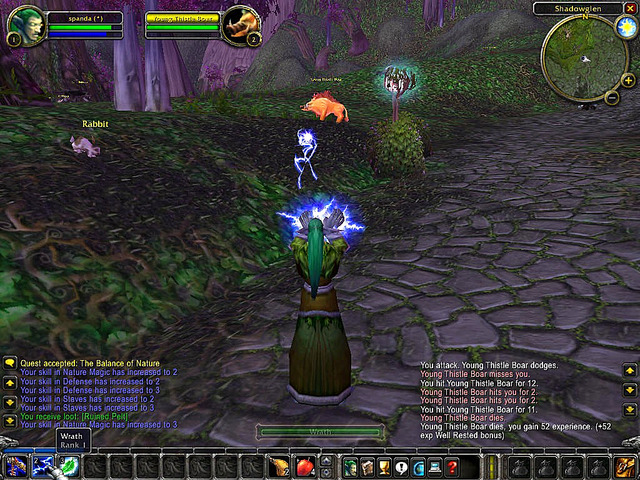 spanda (*)
Young Thistle Boar
Shadowglen
N
1
2
Rabbit
Quest accepted: The Balance of Nature
Your skill in Nature Magic has increased to 2
Your skill in Defense has increased to 2
Your skill in Defense has increased to 3
Your skill in Staves has increased to 2
Your skill in Staves has increased to 3
You receive loot: [Ruined Pelt]
Your skill in Nature Magic has increased to 3
You attack. Young Thistle Boar dodges.
Young Thistle Boar misses you.
You hit Young Thistle Boar for 12.
Young Thistle Boar hits you for 2.
Young Thistle Boar hits you for 2.
You hit Young Thistle Boar for 11.
Young Thistle Boar dies.
Young Thistle Boar dies, you gain 52 experience. (+52
exp Well Rested bonus)
Wrath
Rank 1
Wrath